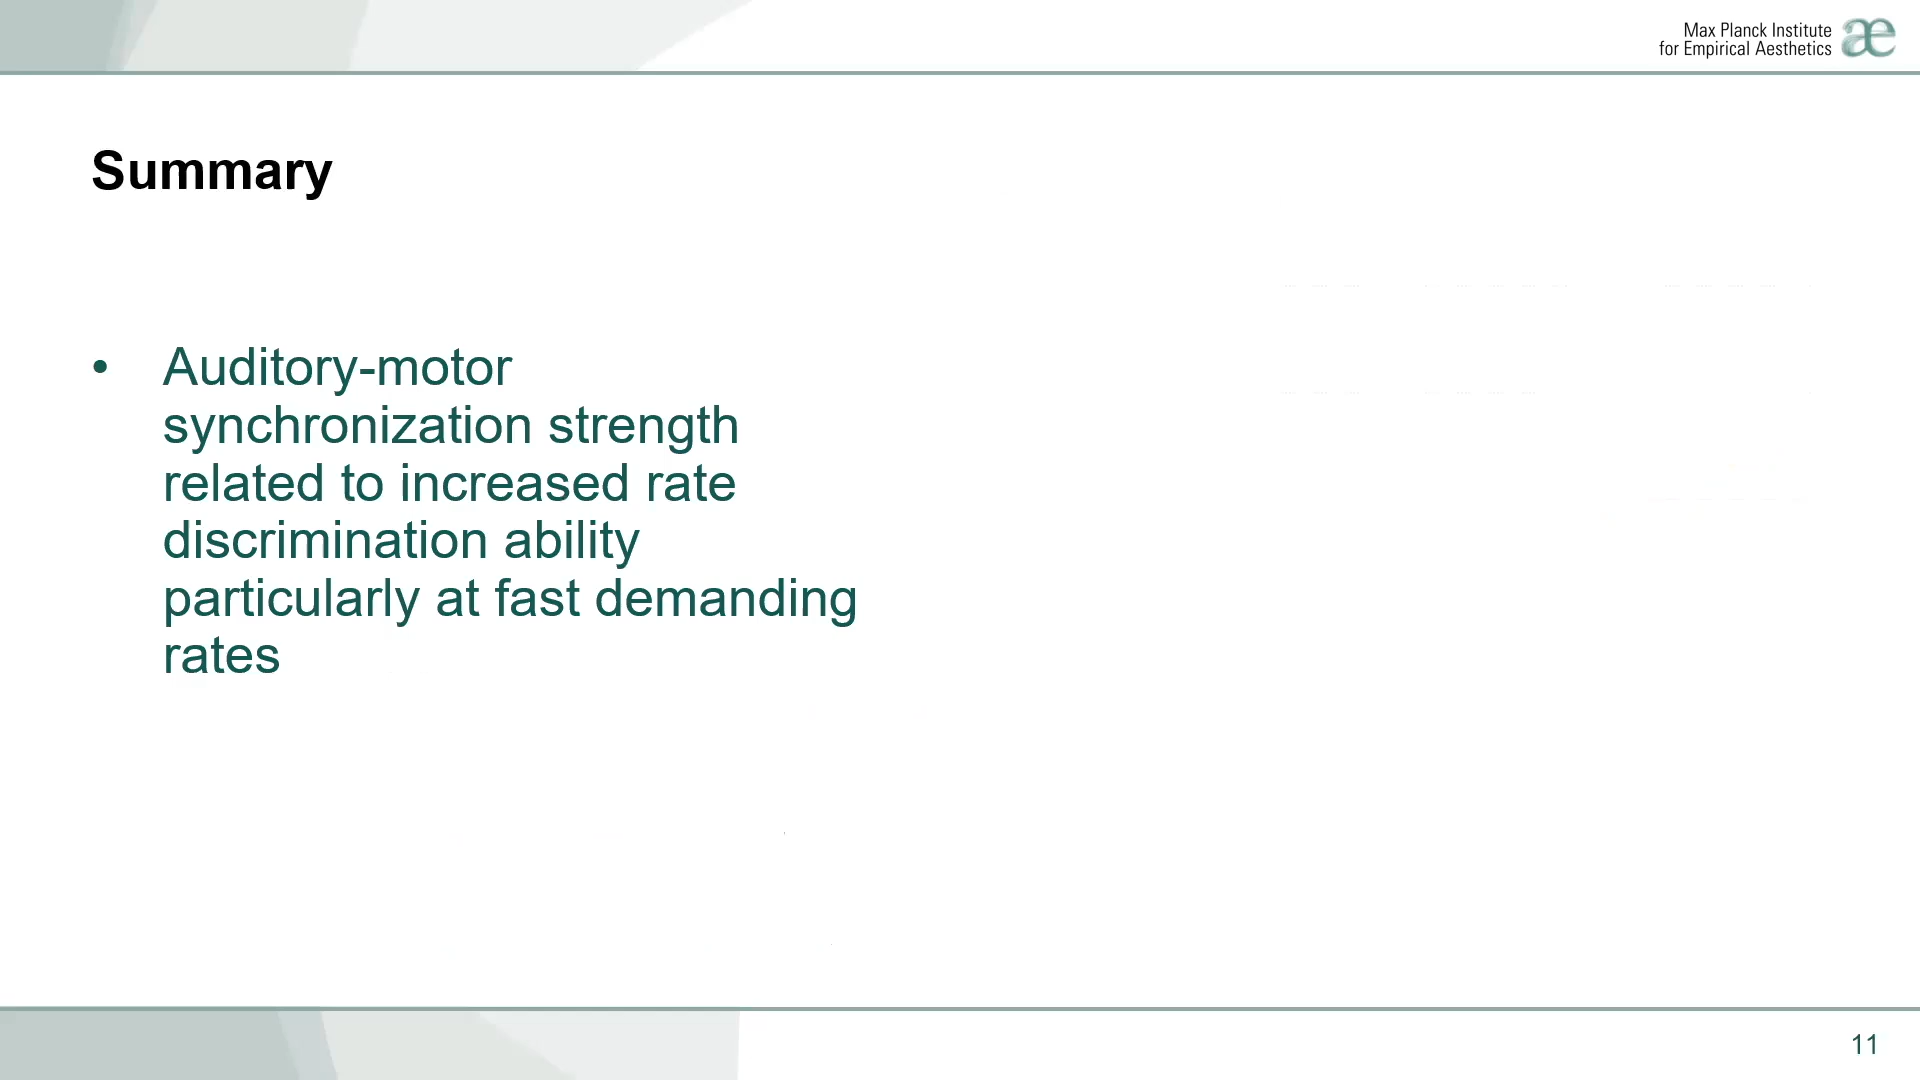 Max Planck Institute
for Empirical Aesthetics
æ
Summary
• Auditory-motor
synchronization strength
related to increased rate
discrimination ability
particularly at fast demanding
rates
11